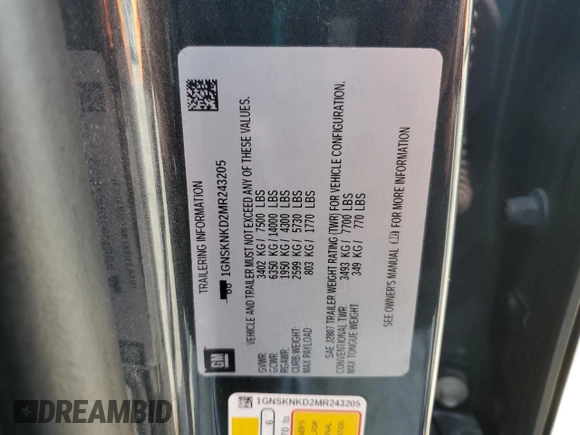 TRAILERING INFORMATION
1GNSKNKD2MR243205
VEHICLE AND TRAILER MUST NOT EXCEED ANY OF THESE VALUES.
GVWR: 3402 KG/ 7500 LBS
GCWR: 6350 KG/ 14000 LBS
RGAWR: 1950 KG/ 4300 LBS
CURB WEIGHT: 2599 KG/ 5730 LBS
MAX PAYLOAD: 803 KG/ 1770 LBS
SAE J2807 TRAILER WEIGHT RATING (TWR) FOR VEHICLE CONFIGURATION.
CONVENTIONAL TWR: 3493 KG/ 7700 LBS
MAX TONGUE WEIGHT 349 KG/ 770 LBS
SEE OWNER'S MANUAL FOR MORE INFORMATION
GM
1GNSKNKD2MR243205
DREAMBID